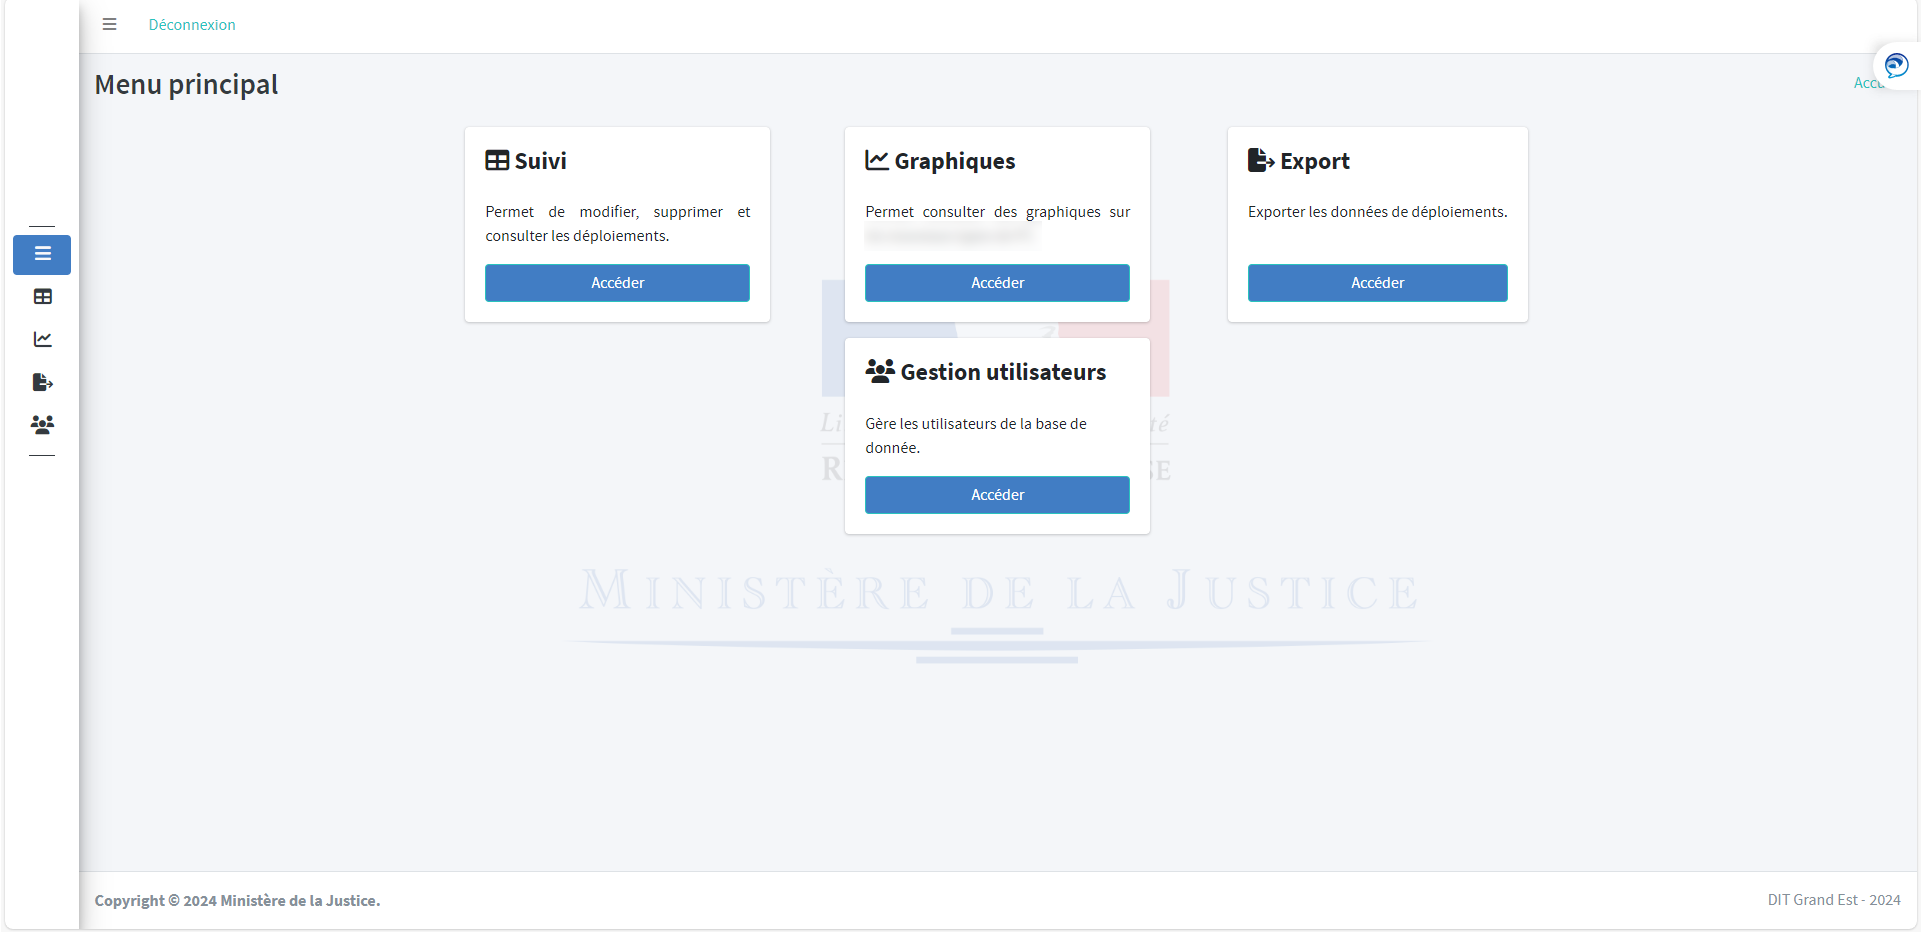 Déconnexion
Menu principal
Suivi
Permet de modifier, supprimer et
consulter les déploiements.
Accéder
Graphiques
Permet consulter des graphiques sur
Accéder
Export
Exporter les données de déploiements.
Accéder
Gestion utilisateurs
Gère les utilisateurs de la base de
donnée.
Accéder
MINISTÈRE DE LA JUSTICE
Copyright © 2024 Ministère de la Justice.
DIT Grand Est - 2024